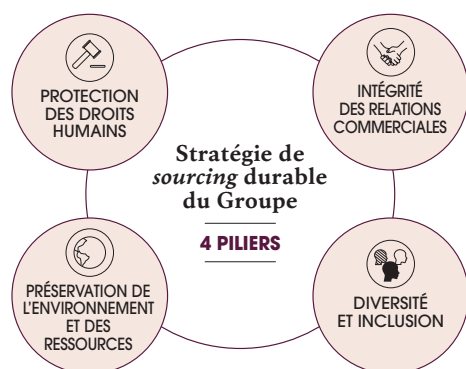 PROTECTION
DES DROITS
HUMAINS
INTÉGRITÉ
DES RELATIONS
COMMERCIALES
Stratégie de
sourcing durable
du Groupe
4 PILIERS
PRÉSERVATION DE
L'ENVIRONNEMENT
ET DES
RESSOURCES
DIVERSITÉ
ET INCLUSION